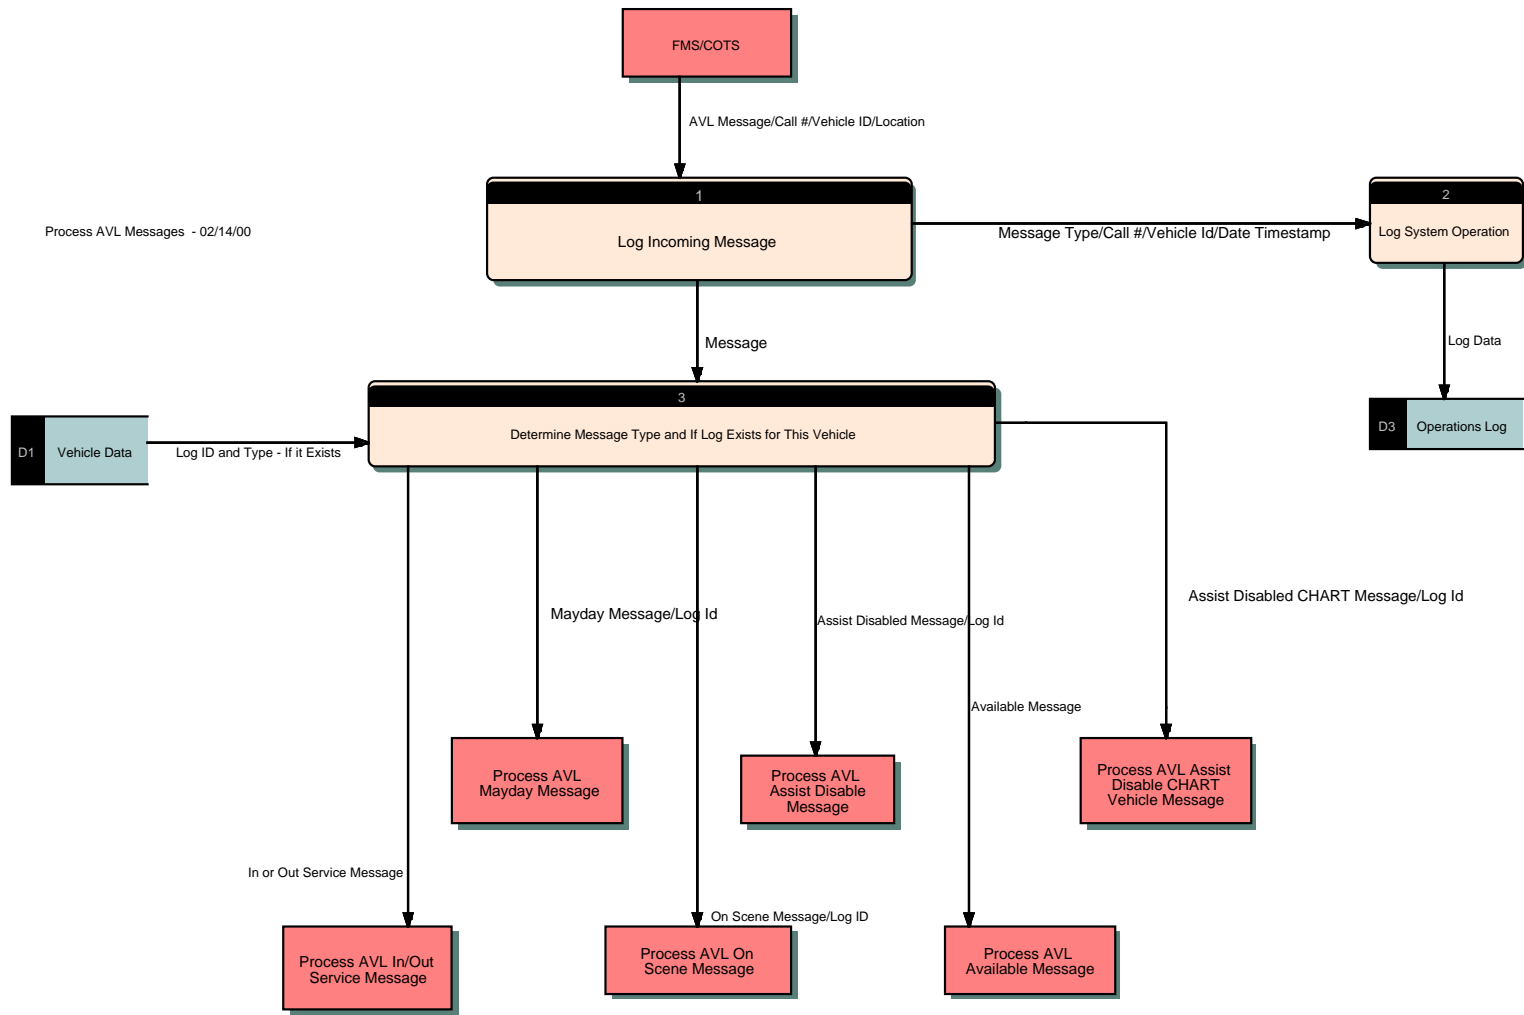 FMS/COTS
AVL Message/Call #/Vehicle ID/Location
1
2
Process AVL Messages - 02/14/00
Log Incoming Message
Message Type/Call #/Vehicle Id/Date Timestamp
Log System Operation
Message
Log Data
3
D1
Vehicle Data
Log ID and Type - If it Exists
Determine Message Type and If Log Exists for This Vehicle
D3
Operations Log
Mayday Message/Log Id
Assist Disabled Message/Log Id
Assist Disabled CHART Message/Log Id
Available Message
Process AVL
Mayday Message
Process AVL
Assist Disable
Message
Process AVL Assist
Disable CHART
Vehicle Message
In or Out Service Message
On Scene Message/Log ID
Process AVL In/Out
Service Message
Process AVL On
Scene Message
Process AVL
Available Message